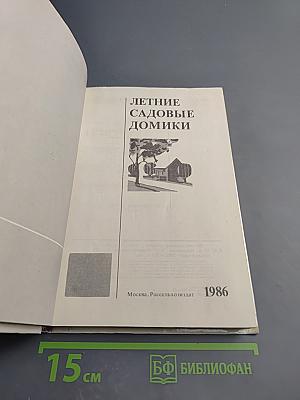 ЛЕТНИЕ
САДОВЫЕ
ДОМИКИ
Москва, Россельхозиздат 1986
15 см
БФ БИБЛИОФАН